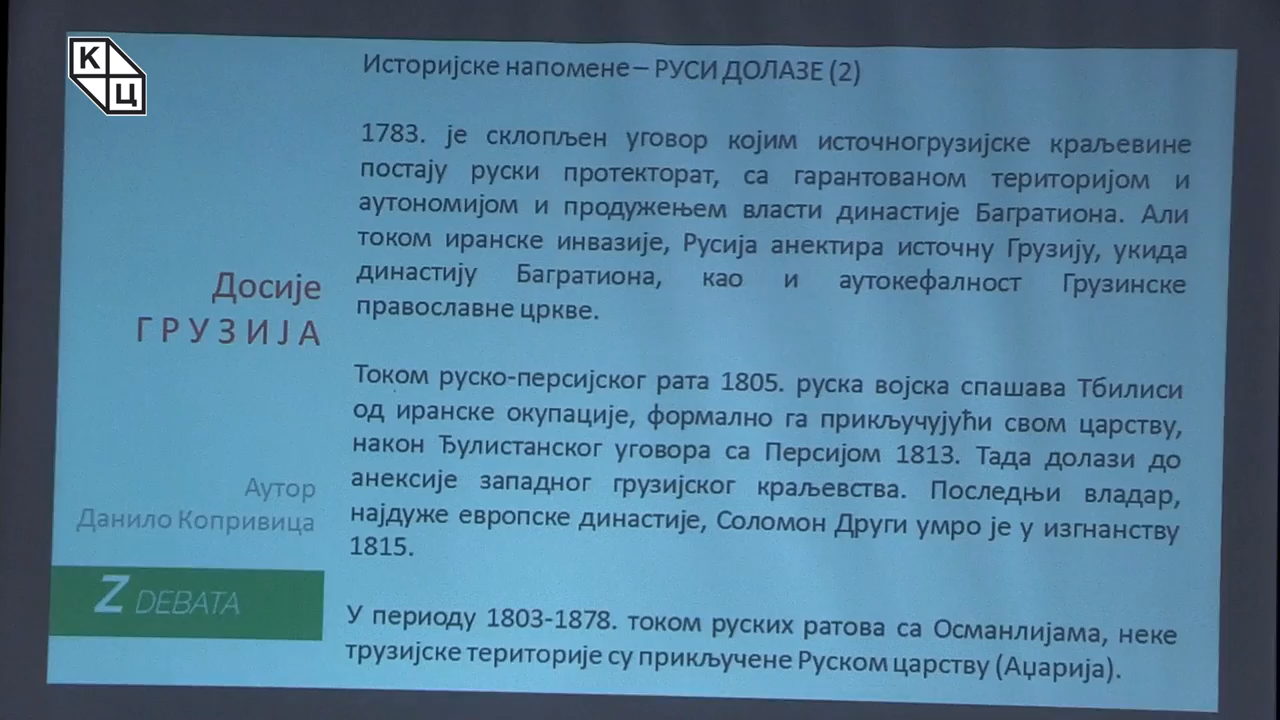 КЦ
Историјске напомене – РУСИ ДОЛАЗЕ (2)
1783. је склопљен уговор којим источногрузијске краљевине
постају руски протекторат, са гарантованом територијом и
аутономијом и продужењем власти династије Багратиона. Али
током иранске инвазије, Русија анектира источну Грузију, укида
династију Багратиона, као и аутокефалност Грузинске
православне цркве.
Досије
ГРУЗИЈА
Током руско-персијског рата 1805. руска војска спашава Тбилиси
од иранске окупације, формално га прикључујући свом царству,
након Ђулистанског уговора са Персијом 1813. Тада долази до
анексије западног грузијског краљевства. Последњи владар,
најдуже европске династије, Соломон Други умро је у изгнанству
1815.
Аутор
Данило Копривица
Z DEBATA
У периоду 1803-1878. током руских ратова са Османлијама, неке
трузијске територије су прикључене Руском царству (Аџарија).